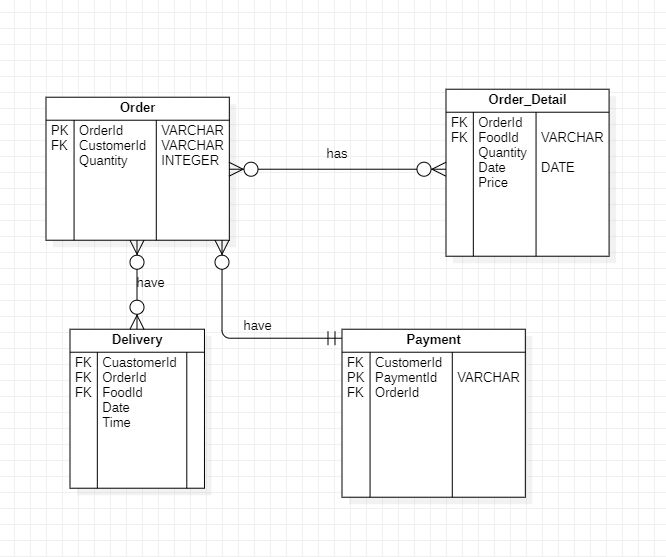 Order
PK OrderId VARCHAR
FK CustomerId VARCHAR
Quantity INTEGER
has
Order_Detail
FK OrderId
FK FoodId VARCHAR
Quantity
Date DATE
Price
have
have
Delivery
FK CuastomerId
FK OrderId
FK FoodId
Date
Time
Payment
FK CustomerId
PK PaymentId VARCHAR
FK OrderId